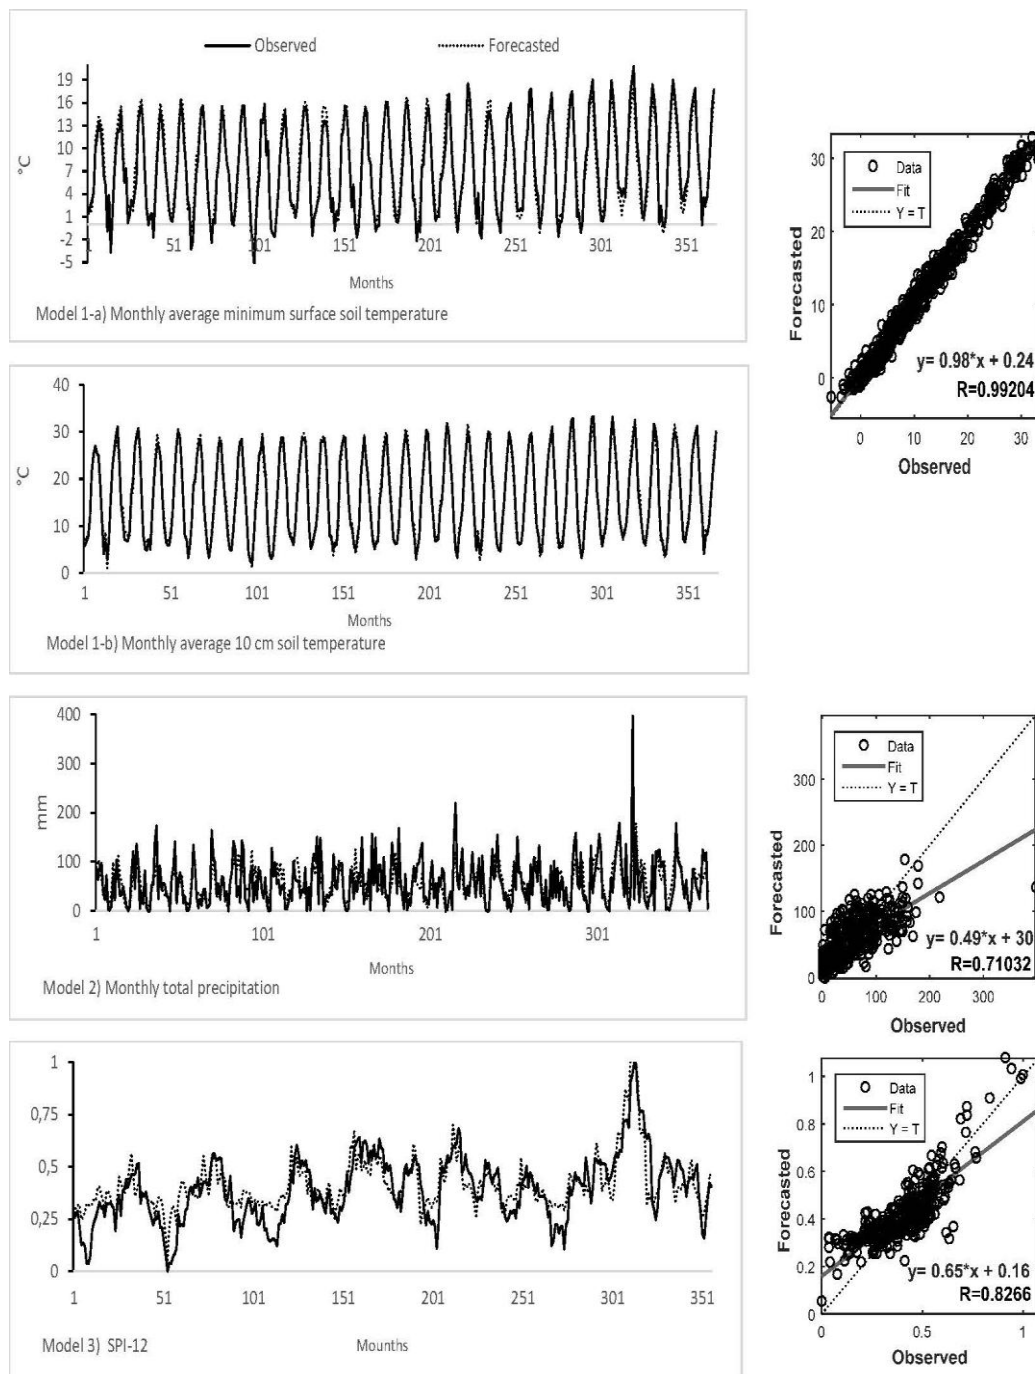 Observed Forecasted
19
16
13
10
7
4
1
-2
-5
°C
1 51 101 151 201 251 301 351
Months
Model 1-a) Monthly average minimum surface soil temperature
30
20
10
0
Forecasted
Data
Fit
Y = T
y= 0.98*x + 0.24
R=0.99204
0 10 20 30
Observed
40
30
20
10
0
°C
1 51 101 151 201 251 301 351
Months
Model 1-b) Monthly average 10 cm soil temperature
400
300
200
100
0
mm
1 101 201 301
Months
Model 2) Monthly total precipitation
300
200
100
0
Forecasted
Data
Fit
Y = T
y= 0.49*x + 30
R=0.71032
0 100 200 300
Observed
1
0,75
0,5
0,25
0
1 51 101 151 201 251 301 351
Model 3) SPI-12 Mounths
1
0.8
0.6
0.4
0.2
0
Forecasted
Data
Fit
Y = T
y= 0.65*x + 0.16
R=0.8266
0 0.5 1
Observed